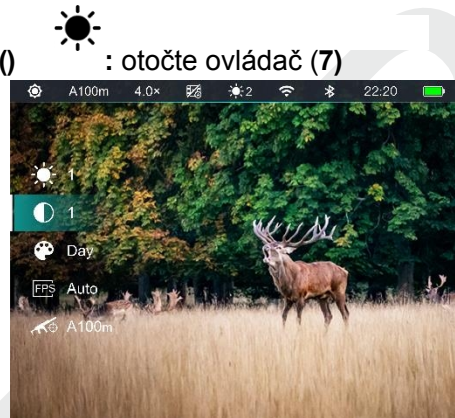 () : otočte ovládač (7)
A100m 4.0× 2 22:20
1
1
Day
FPS Auto
A100m